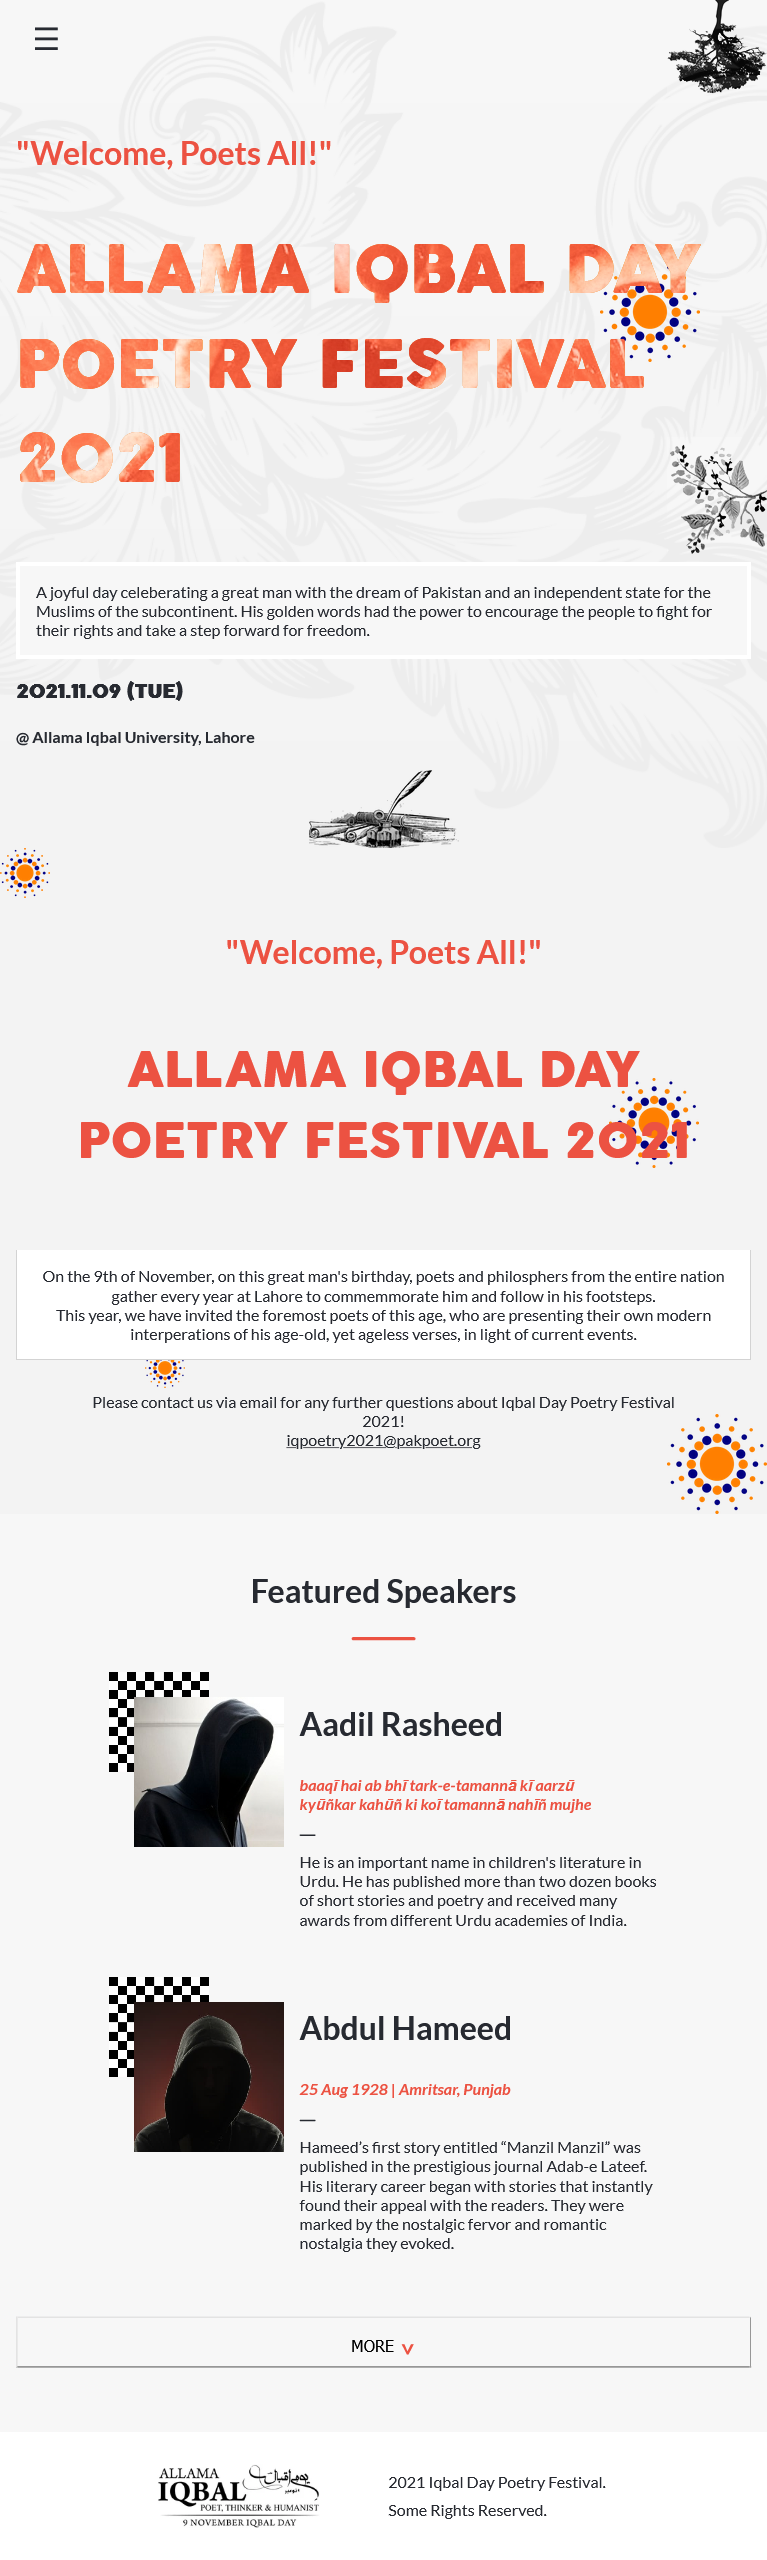 "Welcome, Poets All!"
ALLAMA IQBAL DAY
POETRY FESTIVAL
2021
A joyful day celeberating a great man with the dream of Pakistan and an independent state for the
Muslims of the subcontinent. His golden words had the power to encourage the people to fight for
their rights and take a step forward for freedom.
2021.11.09 (TUE)
@ Allama Iqbal University, Lahore
"Welcome, Poets All!"
ALLAMA IQBAL DAY
POETRY FESTIVAL 2021
On the 9th of November, on this great man's birthday, poets and philosphers from the entire nation
gather every year at Lahore to commemmorate him and follow in his footsteps.
This year, we have invited the foremost poets of this age, who are presenting their own modern
interperations of his age-old, yet ageless verses, in light of current events.
Please contact us via email for any further questions about Iqbal Day Poetry Festival
2021!
iqpoetry2021@pakpoet.org
Featured Speakers
Aadil Rasheed
baaqī hai ab bhī tark-e-tamannā kī aarzū
kyūñkar kahūñ ki koī tamannā nahīñ mujhe
He is an important name in children's literature in
Urdu. He has published more than two dozen books
of short stories and poetry and received many
awards from different Urdu academies of India.
Abdul Hameed
25 Aug 1928 | Amritsar, Punjab
Hameed’s first story entitled “Manzil Manzil” was
published in the prestigious journal Adab-e Lateef.
His literary career began with stories that instantly
found their appeal with the readers. They were
marked by the nostalgic fervor and romantic
nostalgia they evoked.
MORE
ALLAMA
IQBAL
POET, THINKER & HUMANIST
9 NOVEMBER IQBAL DAY
2021 Iqbal Day Poetry Festival.
Some Rights Reserved.